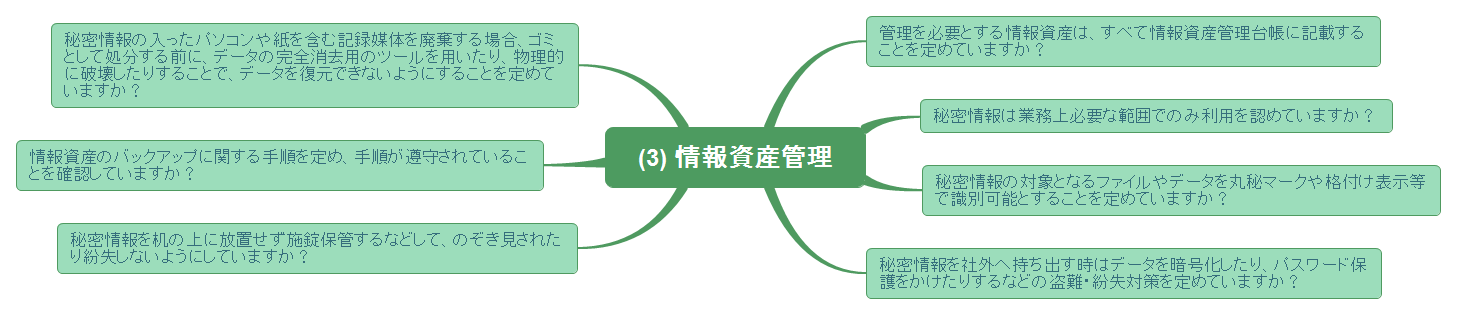 秘密情報の入ったパソコンや紙を含む記録媒体を廃棄する場合、ゴミ
として処分する前に、データの完全消去用のツールを用いたり、物理的
に破壊したりすることで、データを復元できないようにすることを定めて
いますか？
情報資産のバックアップに関する手順を定め、手順が遵守されているこ
とを確認していますか？
秘密情報を机の上に放置せず施錠保管するなどして、のぞき見された
り紛失しないようにしていますか？
(3) 情報資産管理
管理を必要とする情報資産は、すべて情報資産管理台帳に記載する
ことを定めていますか？
秘密情報は業務上必要な範囲でのみ利用を認めていますか？
秘密情報の対象となるファイルやデータを丸秘マークや格付け表示等
で識別可能とすることを定めていますか？
秘密情報を社外へ持ち出す時はデータを暗号化したり、パスワード保
護をかけたりするなどの盗難・紛失対策を定めていますか？